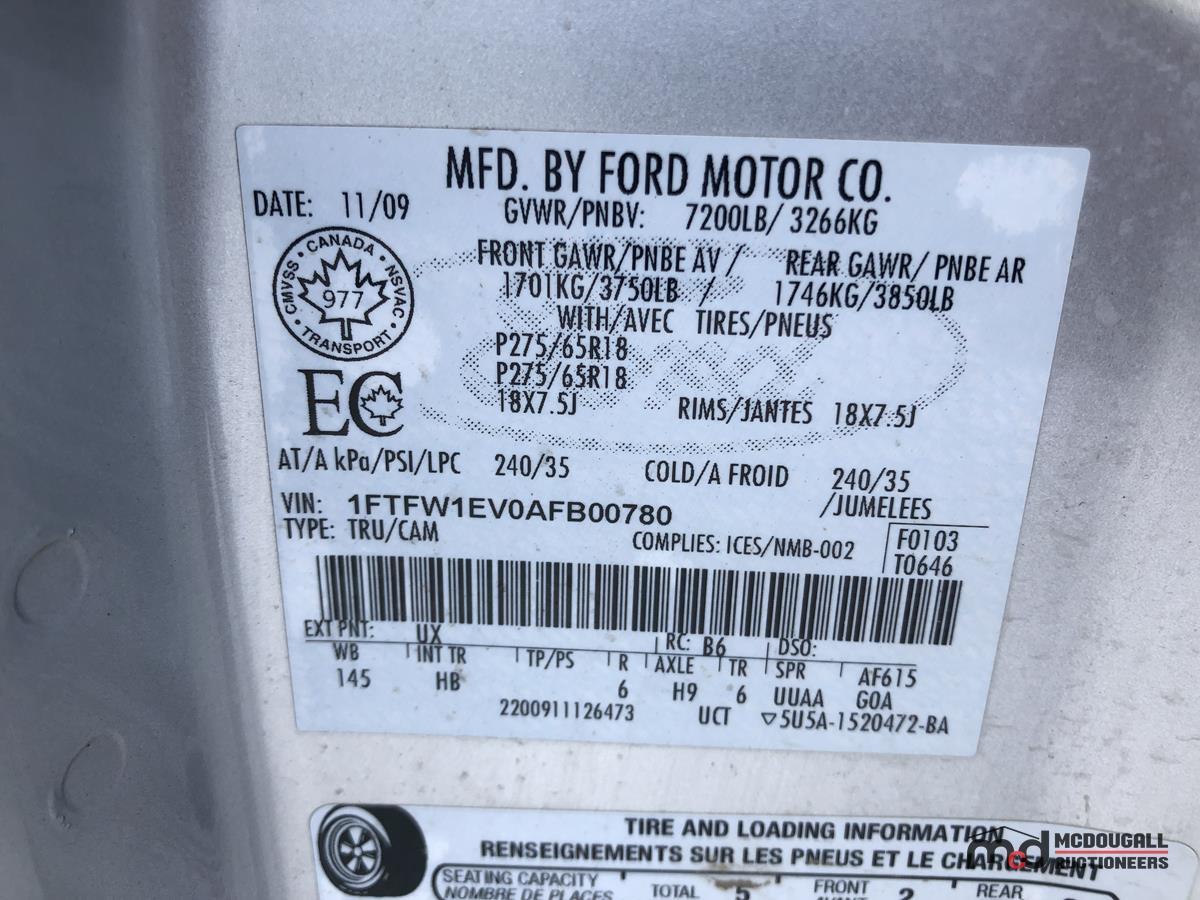 MFD. BY FORD MOTOR CO.
DATE: 11/09 GVWR/PNBV: 7200LB/ 3266KG
FRONT GAWR/PNBE AV / REAR GAWR/ PNBE AR
1701KG/3750LB / 1746KG/3850LB
WITH/AVEC TIRES/PNEUS
P275/65R18
P275/65R18
18X7.5J RIMS/JANTES 18X7.5J
CANADA
CMVSS NSVAC
977
TRANSPORT
EC
AT/A kPa/PSI/LPC 240/35 COLD/A FROID 240/35
/JUMELEES
VIN: 1FTFW1EV0AFB00780
TYPE: TRU/CAM COMPLIES: ICES/NMB-002
F0103
T0646
EXT PNT: UX RC: B6 DSO:
WB INT TR TP/PS R AXLE TR SPR AF615
145 HB 6 H9 6 UUAA GOA
2200911126473 UCT ▽5U5A-1520472-BA
TIRE AND LOADING INFORMATION
RENSEIGNEMENTS SUR LES PNEUS ET LE CHARGEMENT
SEATING CAPACITY
NOMBRE DE PLACES TOTAL 5 FRONT 2 REAR
mcd MCDOUGALL
AUCTIONEERS